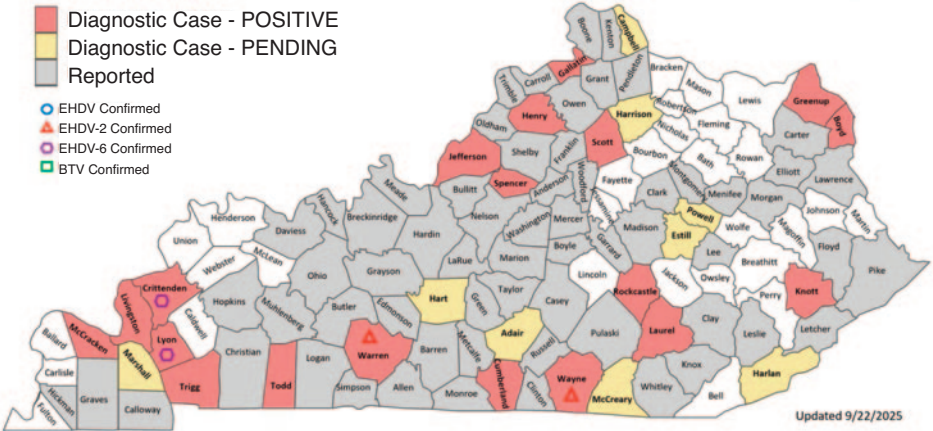 Diagnostic Case - POSITIVE
Diagnostic Case - PENDING
Reported
EHDV Confirmed
EHDV-2 Confirmed
EHDV-6 Confirmed
BTV Confirmed
Boone
Kenton
Campbell
Gallatin
Carroll
Trimble
Grant
Pendleton
Bracken
Mason
Lewis
Greenup
Boyd
Owen
Henry
Oldham
Harrison
Robertson
Nicholas
Fleming
Carter
Jefferson
Shelby
Franklin
Scott
Bourbon
Bath
Rowan
Elliott
Lawrence
Bullitt
Spencer
Anderson
Woodford
Fayette
Jessamine
Clark
Montgomery
Menifee
Morgan
Johnson
Martin
Meade
Hancock
Breckinridge
Henderson
Daviess
Union
Webster
McLean
Hardin
Nelson
Washington
Mercer
Boyle
Garrard
Madison
Powell
Estill
Wolfe
Magoffin
Floyd
Pike
Lee
Breathitt
Ohio
Grayson
LaRue
Marion
Taylor
Lincoln
Jackson
Owsley
Perry
Knott
Crittenden
Livingston
Hopkins
Muhlenberg
Butler
Edmonson
Hart
Green
Casey
Rockcastle
Clay
Leslie
Letcher
Lyon
Caldwell
Ballard
McCracken
Marshall
Carlisle
Hickman
Fulton
Graves
Calloway
Trigg
Christian
Todd
Logan
Warren
Simpson
Allen
Barren
Metcalfe
Monroe
Adair
Russell
Cumberland
Clinton
Pulaski
Wayne
Laurel
McCreary
Whitley
Knox
Bell
Harlan
Updated 9/22/2025